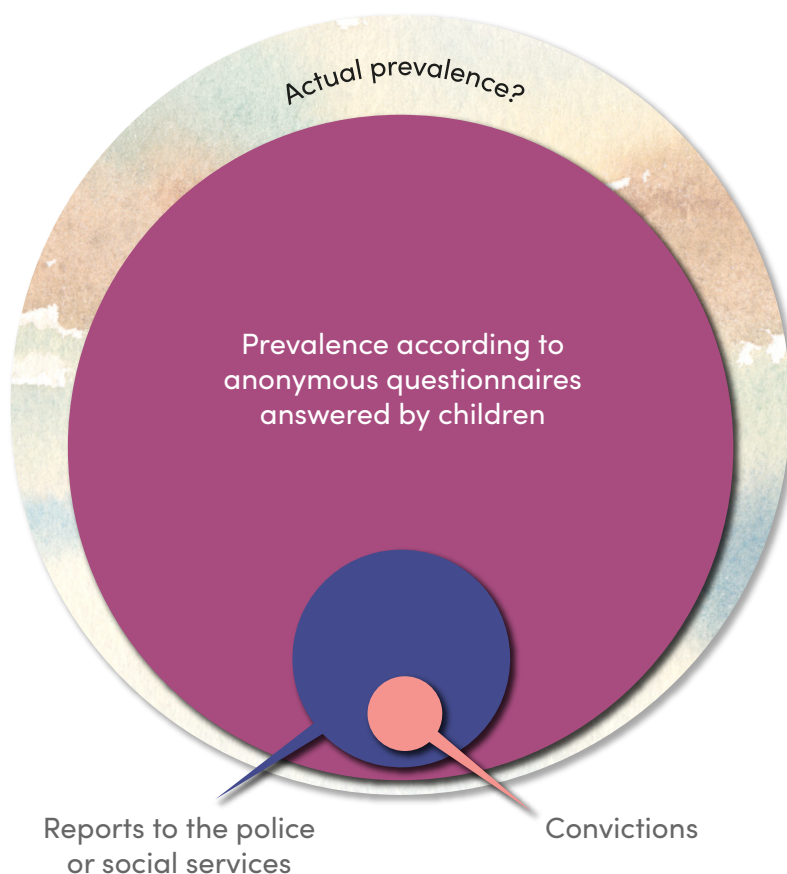 Actual prevalence?
Prevalence according to
anonymous questionnaires
answered by children
Reports to the police
or social services
Convictions